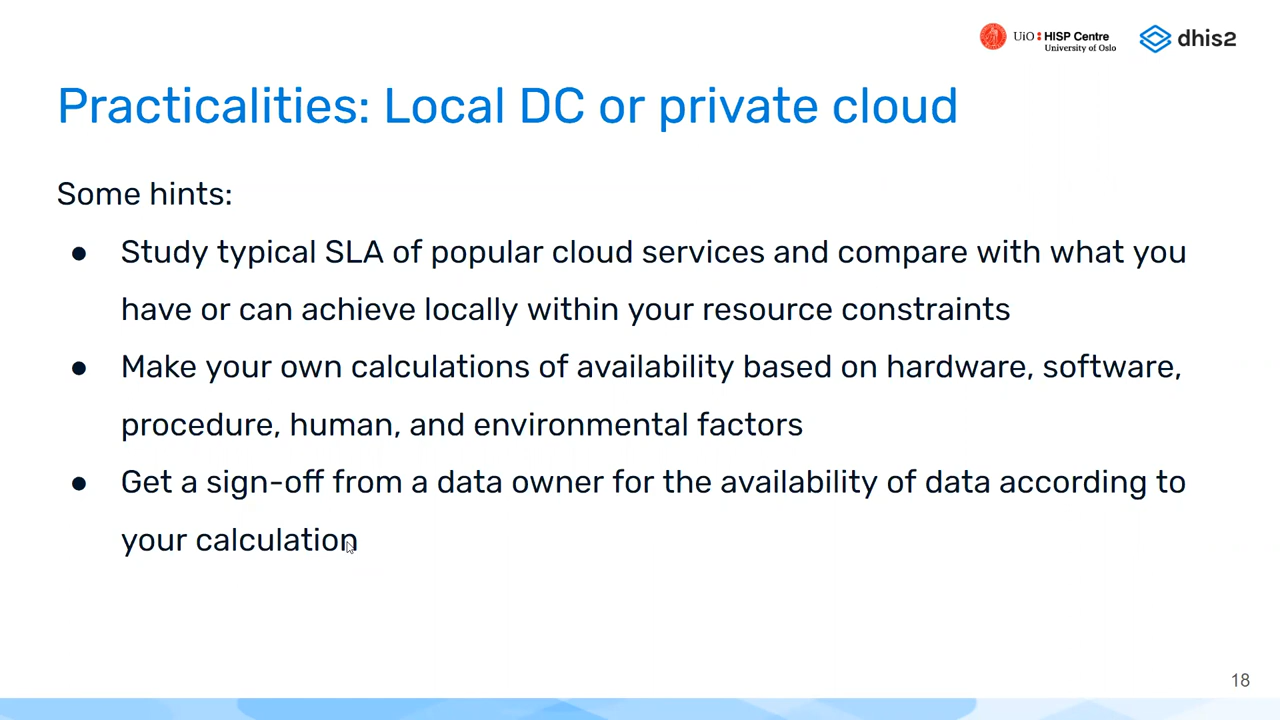 UiO: HISP Centre
University of Oslo
dhis2
Practicalities: Local DC or private cloud
Some hints:
● Study typical SLA of popular cloud services and compare with what you
have or can achieve locally within your resource constraints
● Make your own calculations of availability based on hardware, software,
procedure, human, and environmental factors
● Get a sign-off from a data owner for the availability of data according to
your calculation
18